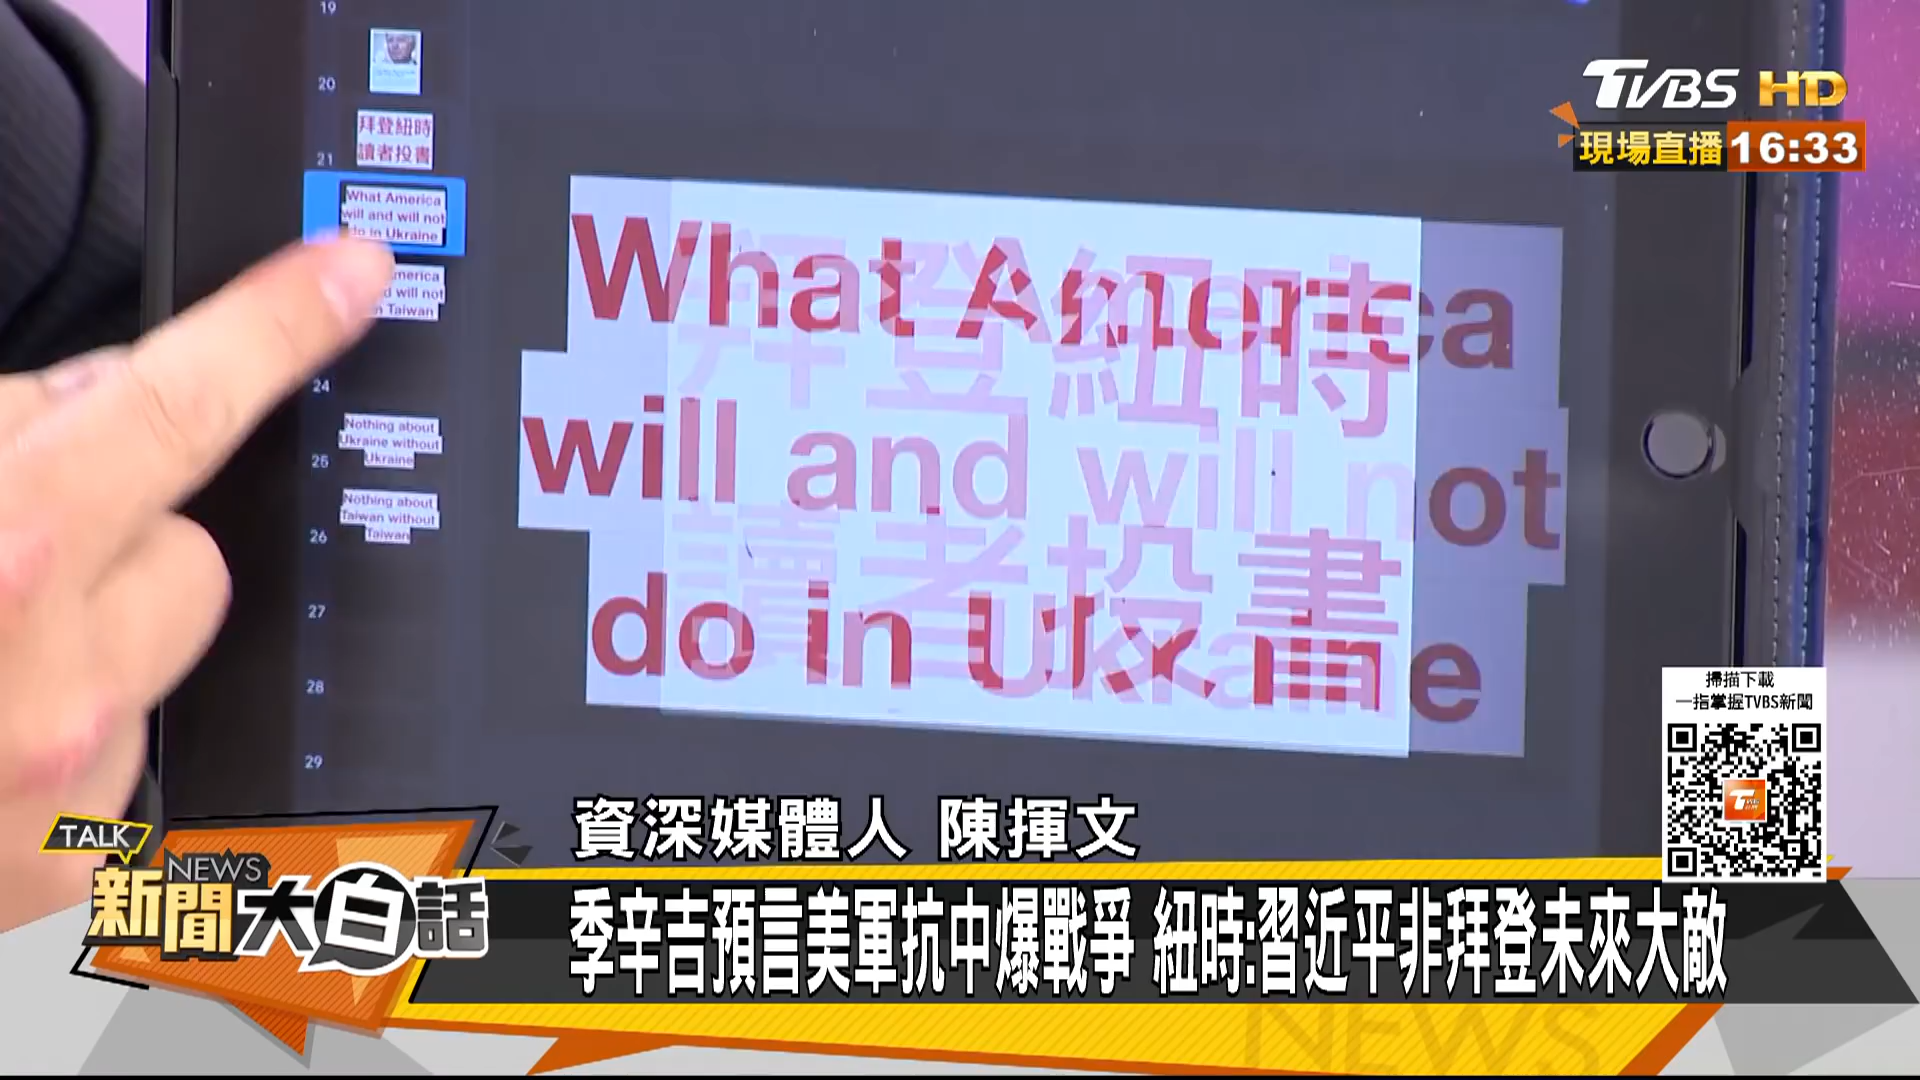 19
20
拜登紐時
讀者投書
21
What America
will and will not
do in Ukraine
merica
d will not
n Taiwan
24
Nothing about
Ukraine without
Ukraine
25
Nothing about
Taiwan without
Taiwan
26
27
28
29
What America
will and will not
do in Ukraine
拜登紐時
讀者投書
TVBS HD
現場直播 16:33
掃描下載
一指掌握TVBS新聞
TALK
NEWS
新聞大白話
資深媒體人 陳揮文
季辛吉預言美軍抗中爆戰爭 紐時:習近平非拜登未來大敵
NEWS